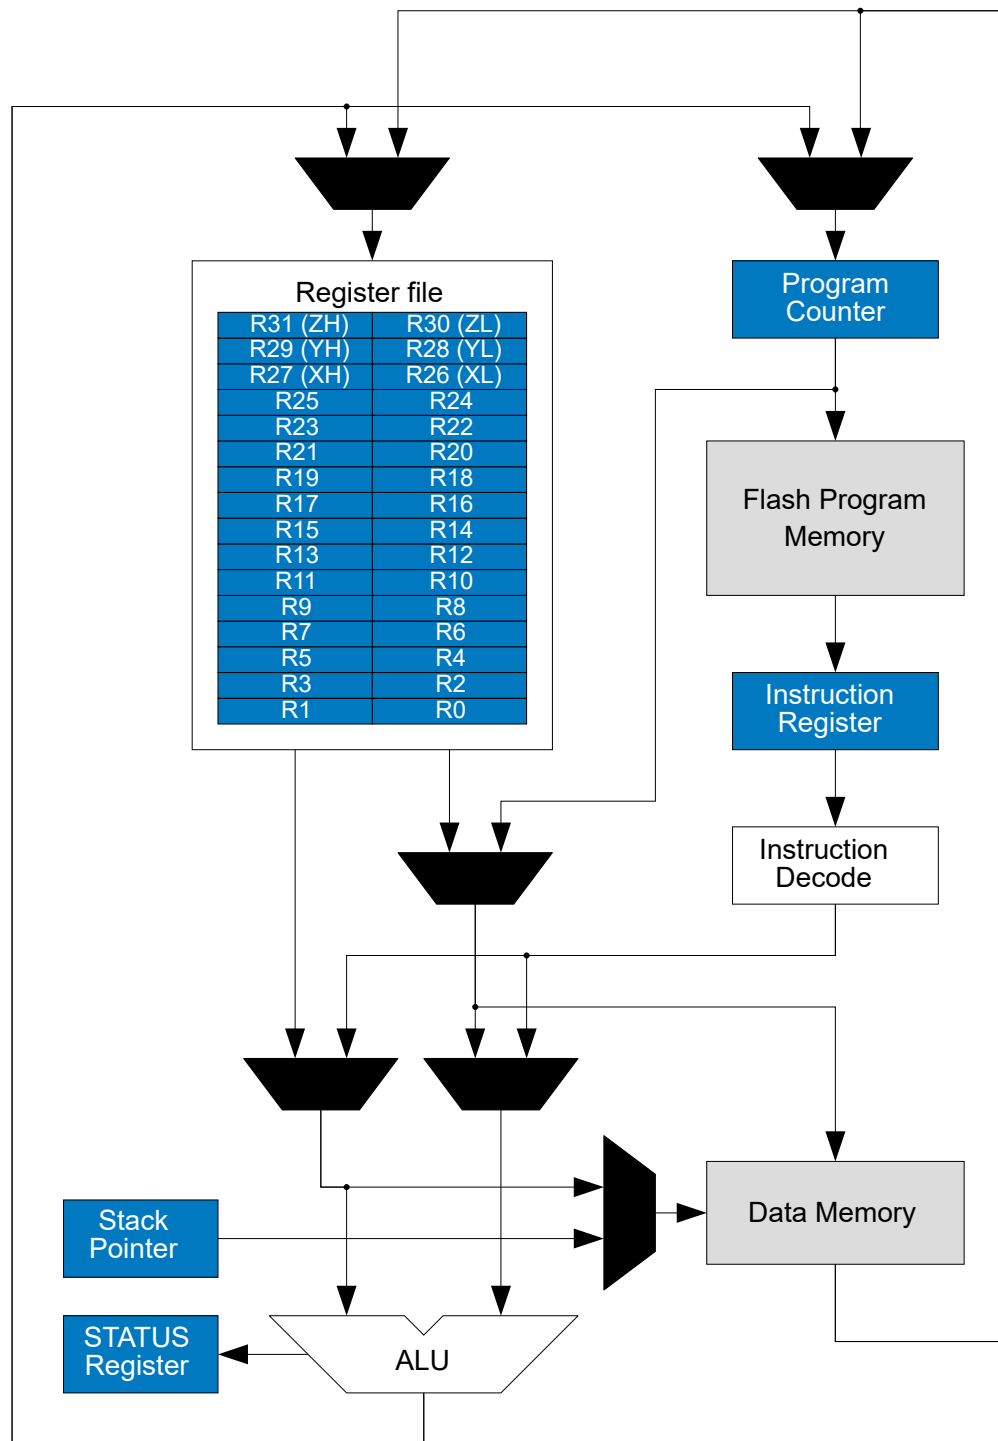 Register file
R31 (ZH) R30 (ZL)
R29 (YH) R28 (YL)
R27 (XH) R26 (XL)
R25 R24
R23 R22
R21 R20
R19 R18
R17 R16
R15 R14
R13 R12
R11 R10
R9 R8
R7 R6
R5 R4
R3 R2
R1 R0
Program
Counter
Flash Program
Memory
Instruction
Register
Instruction
Decode
Stack
Pointer
Data Memory
STATUS
Register
ALU